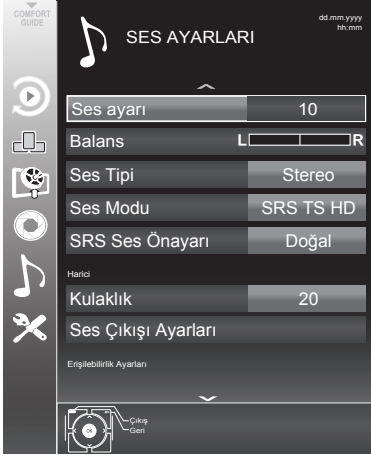 COMFORT
GUIDE
SES AYARLARI
dd.mm.yyyy
hh:mm
Ses ayarı 10
Balans L R
Ses Tipi Stereo
Ses Modu SRS TS HD
SRS Ses Önayarı Doğal
Harici
Kulaklık 20
Ses Çıkışı Ayarları
Erişilebilirlik Ayarları
Çıkış
Geri
OK